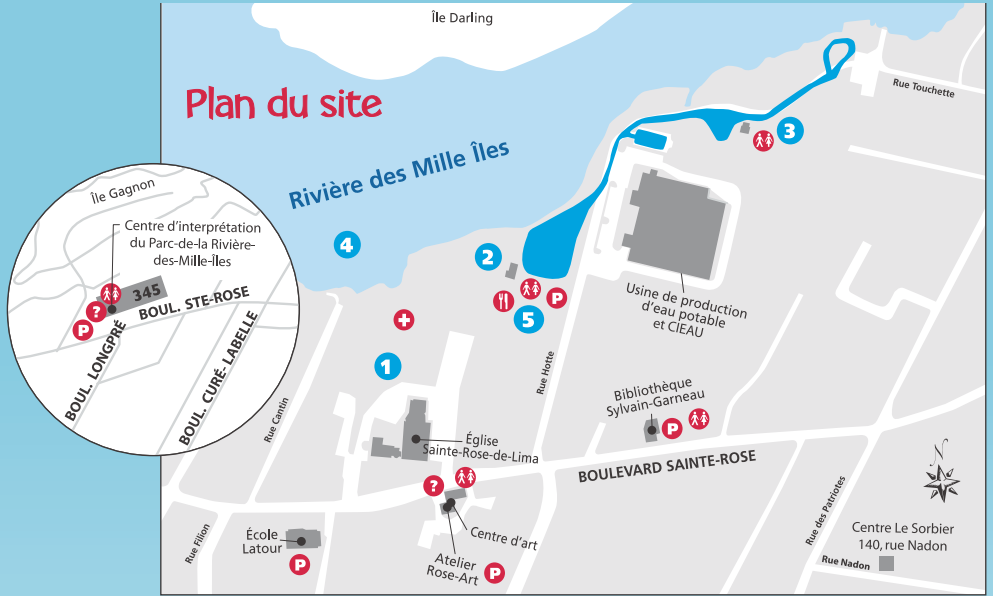 Île Darling
Plan du site
Rivière des Mille Îles
Rue Touchette
3
Île Gagnon
Centre d'interprétation
du Parc-de-la Rivière-
des-Mille-Îles
345
?
P
BOUL. STE-ROSE
BOUL. LONGPRÉ
BOUL. CURÉ-LABELLE
4
2
P
5
Usine de production
d'eau potable
et CIEAU
1
Rue Cantin
Rue Hotte
Bibliothèque
Sylvain-Garneau
P
Église
Sainte-Rose-de-Lima
BOULEVARD SAINTE-ROSE
N
?
Rue Filion
École
Latour
P
Centre d'art
Atelier
Rose-Art
P
Rue des Patriotes
Centre Le Sorbier
140, rue Nadon
Rue Nadon